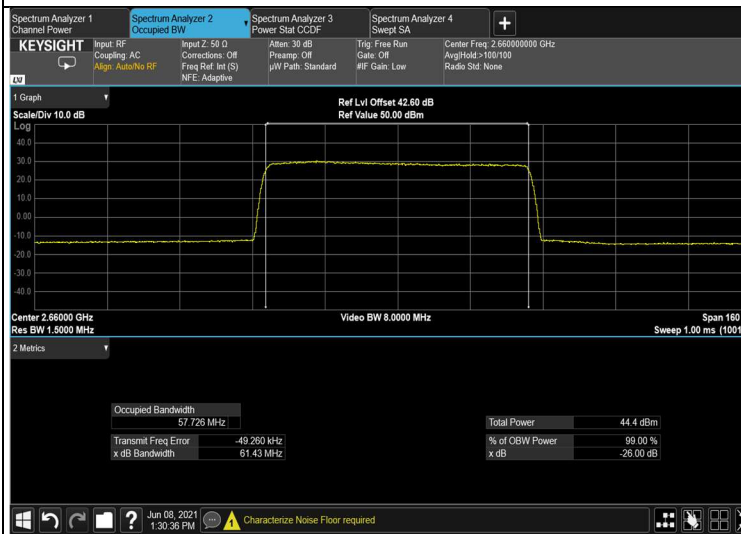 Spectrum Analyzer 1
Channel Power
Spectrum Analyzer 2
Occupied BW
Spectrum Analyzer 3
Power Stat CCDF
Spectrum Analyzer 4
Swept SA
KEYSIGHT
LXI
Input: RF
Coupling: AC
Align: Auto/No RF
Input Z: 50 Ω
Corrections: Off
Freq Ref: Int (S)
NFE: Adaptive
Atten: 30 dB
Preamp: Off
µW Path: Standard
Trig: Free Run
Gate: Off
#IF Gain: Low
Center Freq: 2.660000000 GHz
Avg|Hold:>100/100
Radio Std: None
1 Graph
Scale/Div 10.0 dB
Ref Lvl Offset 42.60 dB
Ref Value 50.00 dBm
Log
40.0
30.0
20.0
10.0
0.00
-10.0
-20.0
-30.0
-40.0
Center 2.66000 GHz
Video BW 8.0000 MHz
Span 160
Res BW 1.5000 MHz
Sweep 1.00 ms (1001
2 Metrics
Occupied Bandwidth
57.726 MHz
Transmit Freq Error -49.260 kHz
x dB Bandwidth 61.43 MHz
Total Power 44.4 dBm
% of OBW Power 99.00 %
x dB -26.00 dB
?
Jun 08, 2021
1:30:36 PM
Characterize Noise Floor required